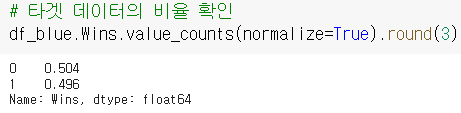 # 타겟 데이터의 비율 확인
df_blue.Wins.value_counts(normalize=True).round(3)
0    0.504
1    0.496
Name: Wins, dtype: float64